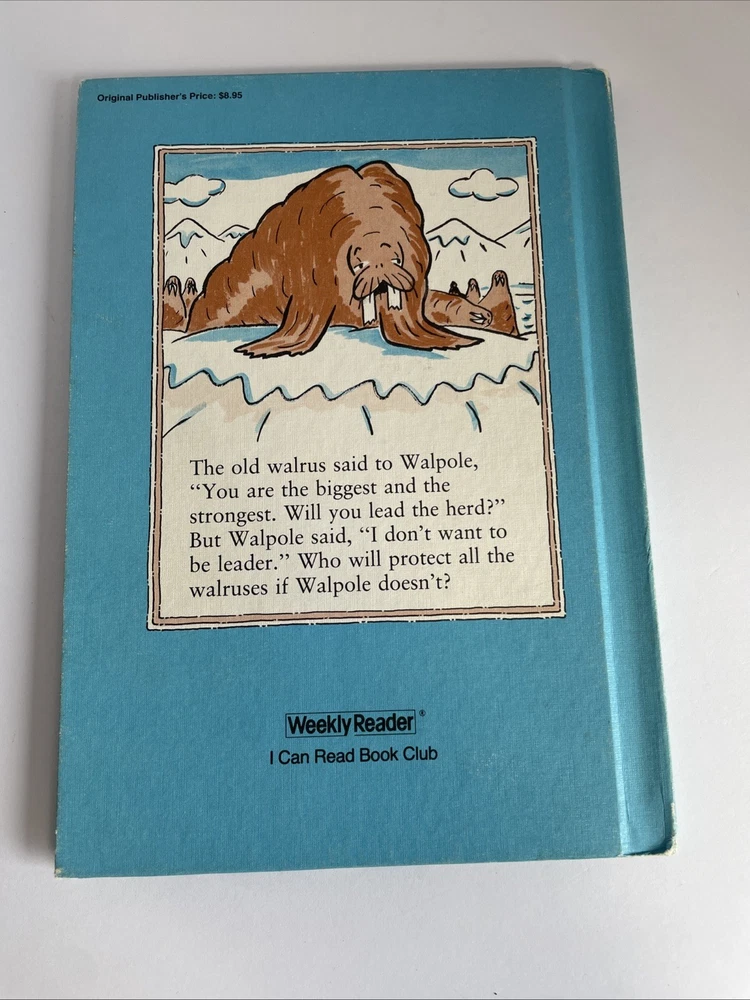 Original Publisher's Price: $8.95
The old walrus said to Walpole,
“You are the biggest and the
strongest. Will you lead the herd?”
But Walpole said, “I don’t want to
be leader.” Who will protect all the
walruses if Walpole doesn’t?
Weekly Reader®
I Can Read Book Club